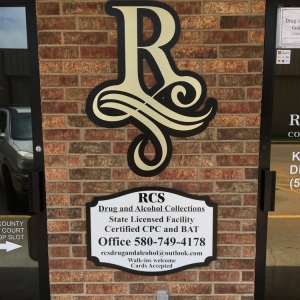 R
RCS
Drug and Alcohol Collections
State Licensed Facility
Certified CPC and BAT
Office 580-749-4178
rcsdrugandalcohol@outlook.com
Walk-ins welcome
Cards Accepted
COUNTY
COURT
P SLOT